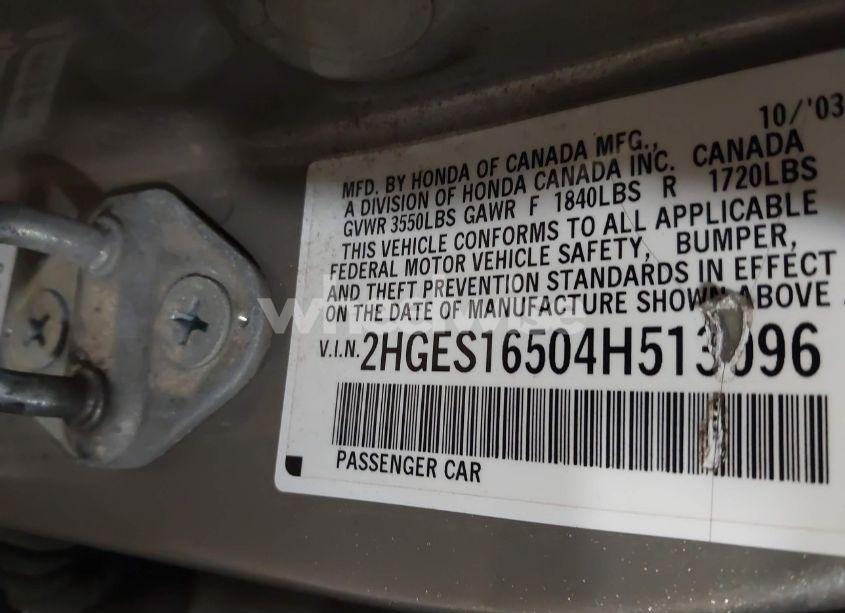 10/'03
MFD. BY HONDA OF CANADA MFG.,
A DIVISION OF HONDA CANADA INC. CANADA
GVWR 3550LBS GAWR F 1840LBS R 1720LBS
THIS VEHICLE CONFORMS TO ALL APPLICABLE
FEDERAL MOTOR VEHICLE SAFETY, BUMPER,
AND THEFT PREVENTION STANDARDS IN EFFECT
ON THE DATE OF MANUFACTURE SHOWN ABOVE
V.I.N. 2HGES16504H513096
PASSENGER CAR